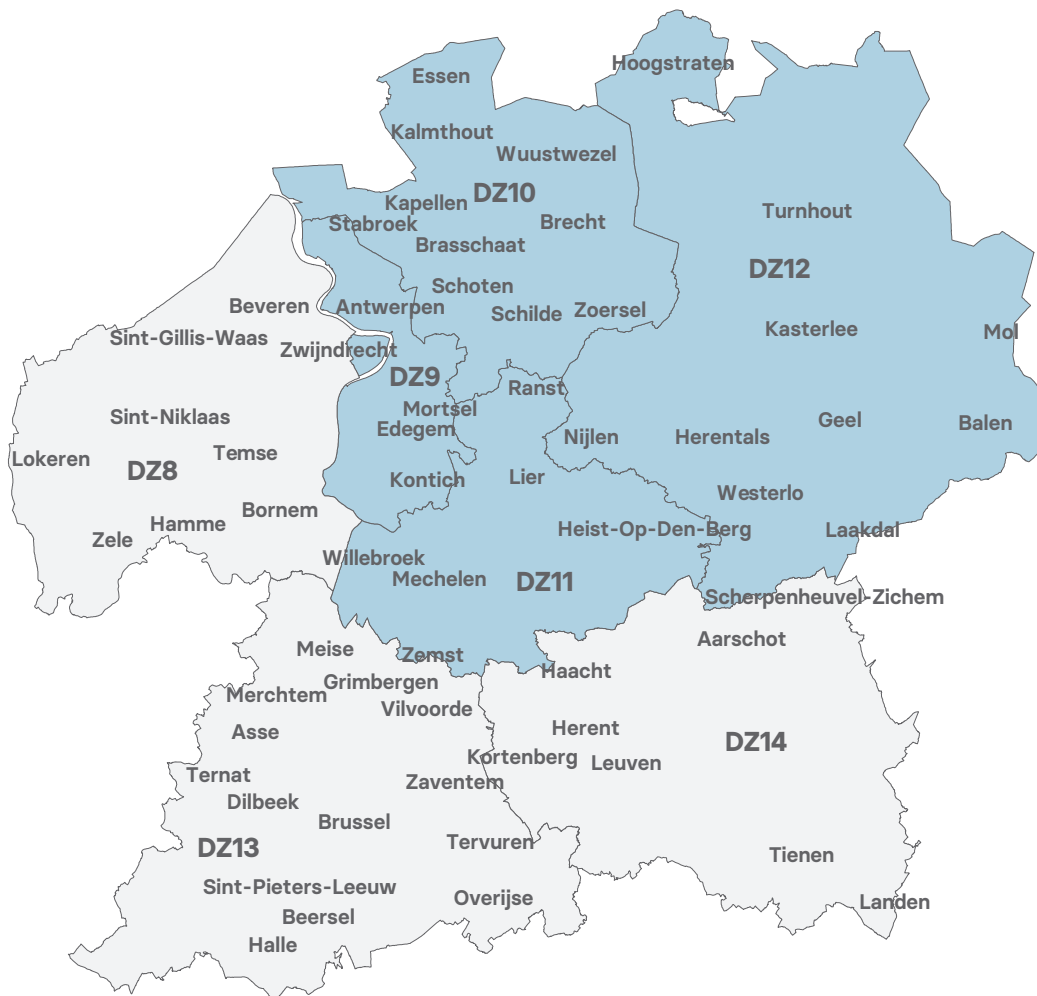 Hoogstraten
Essen
Kalmthout
Wuustwezel
DZ10
Kapellen
Turnhout
Stabroek
Brecht
Brasschaat
DZ12
Schoten
Beveren
Antwerpen
Schilde
Zoersel
Kasterlee
Mol
Sint-Gillis-Waas
Zwijndrecht
DZ9
Ranst
Mortsel
Sint-Niklaas
Edegem
Geel
Balen
Nijlen
Herentals
Temse
Lokeren
DZ8
Kontich
Lier
Westerlo
Bornem
Hamme
Zele
Heist-Op-Den-Berg
Laakdal
Willebroek
Mechelen
DZ11
Scherpenheuvel-Zichem
Aarschot
Meise
Zemst
Haacht
Grimbergen
Merchtem
Vilvoorde
Asse
Herent
DZ14
Kortenberg
Leuven
Ternat
Zaventem
Dilbeek
Brussel
Tervuren
DZ13
Tienen
Sint-Pieters-Leeuw
Overijse
Landen
Beersel
Halle